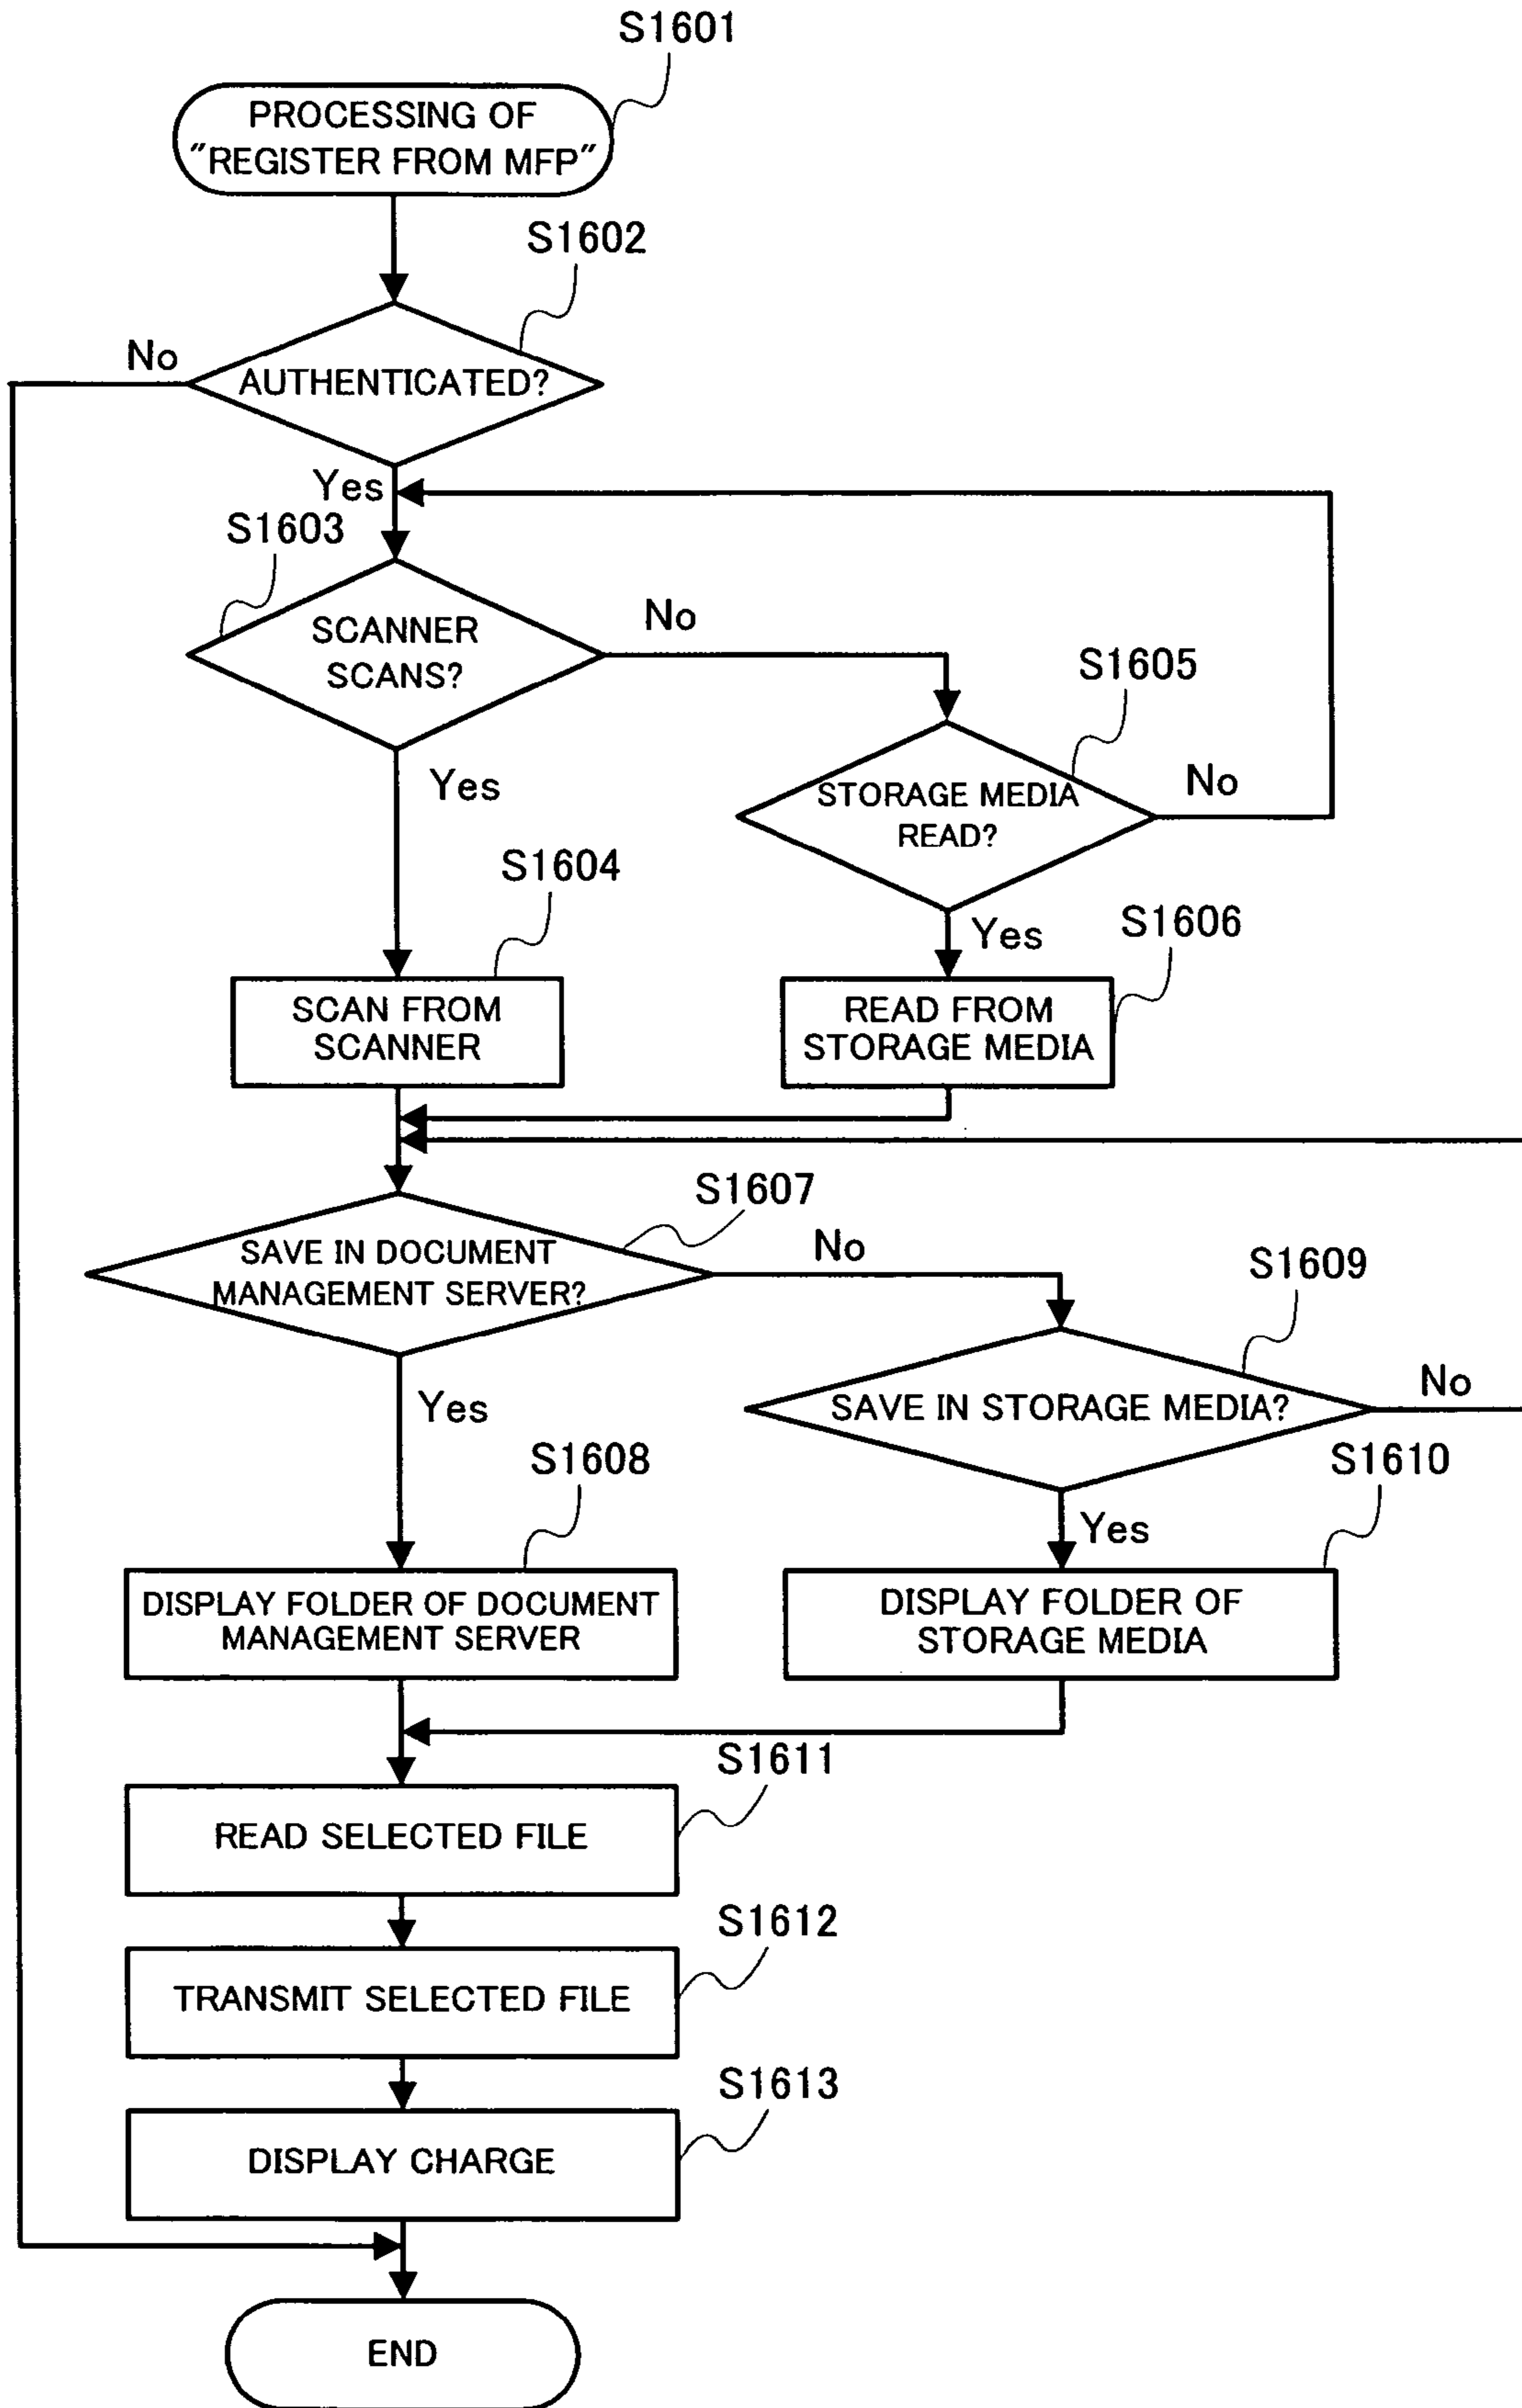 S1601
PROCESSING OF
"REGISTER FROM MFP"
S1602
No
AUTHENTICATED?
Yes
S1603
SCANNER
SCANS?
No
S1605
Yes
STORAGE MEDIA
READ?
No
S1604
Yes
S1606
SCAN FROM
SCANNER
READ FROM
STORAGE MEDIA
S1607
SAVE IN DOCUMENT
MANAGEMENT SERVER?
No
S1609
Yes
SAVE IN STORAGE MEDIA?
No
S1608
S1610
Yes
DISPLAY FOLDER OF DOCUMENT
MANAGEMENT SERVER
DISPLAY FOLDER OF
STORAGE MEDIA
S1611
READ SELECTED FILE
S1612
TRANSMIT SELECTED FILE
S1613
DISPLAY CHARGE
END